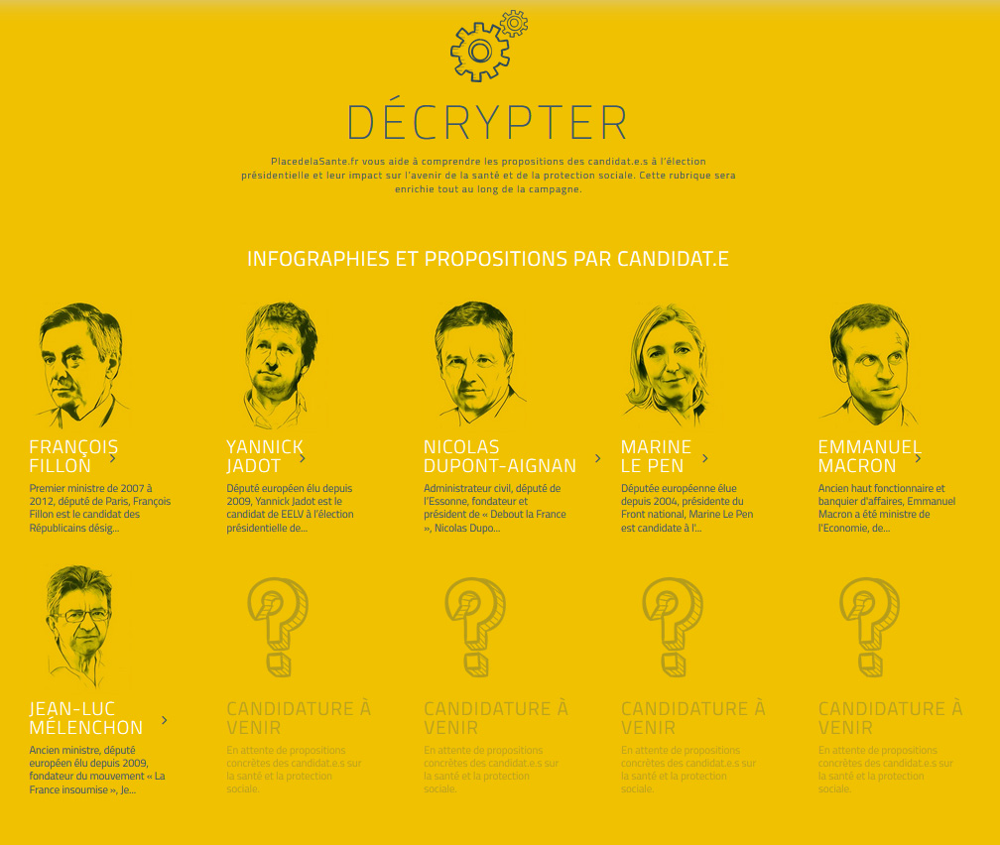 DÉCRYPTER
PlacedelaSante.fr vous aide à comprendre les propositions des candidat.e.s à l'élection
présidentielle et leur impact sur l'avenir de la santé et de la protection sociale. Cette rubrique sera
enrichie tout au long de la campagne.
INFOGRAPHIES ET PROPOSITIONS PAR CANDIDAT.E
FRANÇOIS
FILLON
Premier ministre de 2007 à
2012, député de Paris, François
Fillon est le candidat des
Républicains désig...
YANNICK
JADOT
Député européen élu depuis
2009, Yannick Jadot est le
candidat de EELV à l'élection
présidentielle de...
NICOLAS
DUPONT-AIGNAN
Administrateur civil, député de
l'Essonne, fondateur et
président de « Debout la France
», Nicolas Dupo...
MARINE
LE PEN
Députée européenne élue
depuis 2004, présidente du
Front national, Marine Le Pen
est candidate à l'...
EMMANUEL
MACRON
Ancien haut fonctionnaire et
banquier d'affaires, Emmanuel
Macron a été ministre de
l'Economie, de...
JEAN-LUC
MÉLENCHON
Ancien ministre, député
européen élu depuis 2009,
fondateur du mouvement « La
France insoumise », Je...
CANDIDATURE À
VENIR
En attente de propositions
concrètes des candidat.e.s sur
la santé et la protection
sociale.
CANDIDATURE À
VENIR
En attente de propositions
concrètes des candidat.e.s sur
la santé et la protection
sociale.
CANDIDATURE À
VENIR
En attente de propositions
concrètes des candidat.e.s sur
la santé et la protection
sociale.
CANDIDATURE À
VENIR
En attente de propositions
concrètes des candidat.e.s sur
la santé et la protection
sociale.